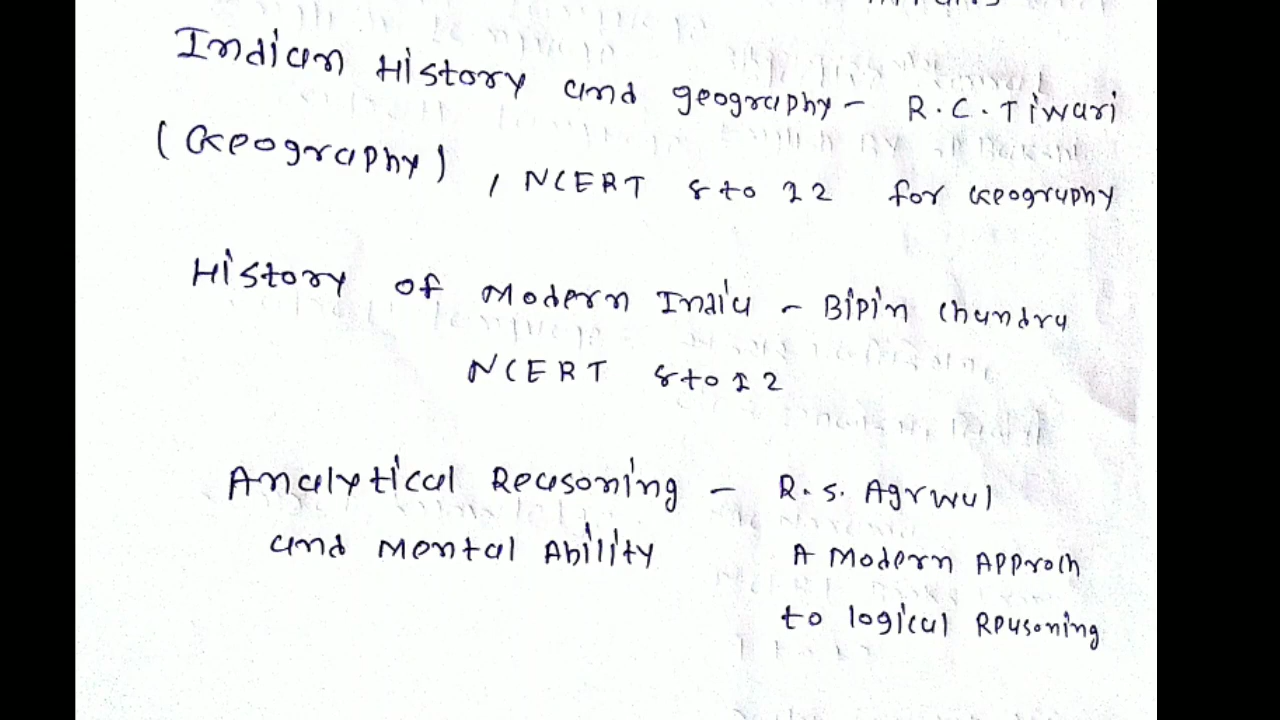 Indian History and geography - R.C. Tiwari
(Geography), NCERT 8 to 12 for Geography
History of Modern India - Bipin Chandra
NCERT 8 to 12
Analytical Reasoning - R.S. Agrwal
and Mental Ability A Modern Approch
to logical Reasoning